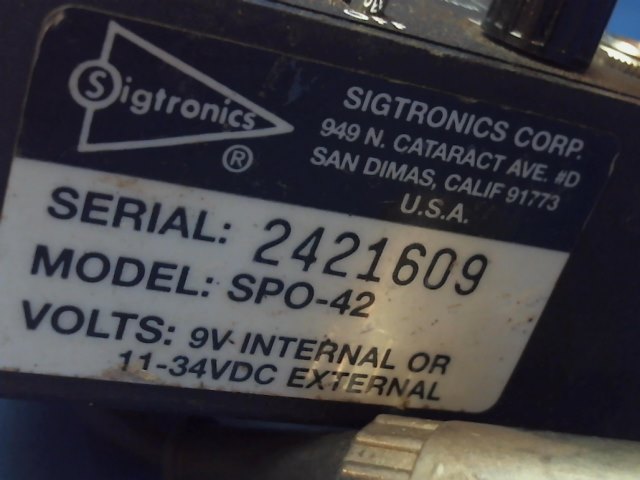 Sigtronics
®
SIGTRONICS CORP.
949 N. CATARACT AVE. #D
SAN DIMAS, CALIF 91773
U.S.A.
SERIAL: 2421609
MODEL: SPO-42
VOLTS: 9V-INTERNAL OR
11-34VDC EXTERNAL